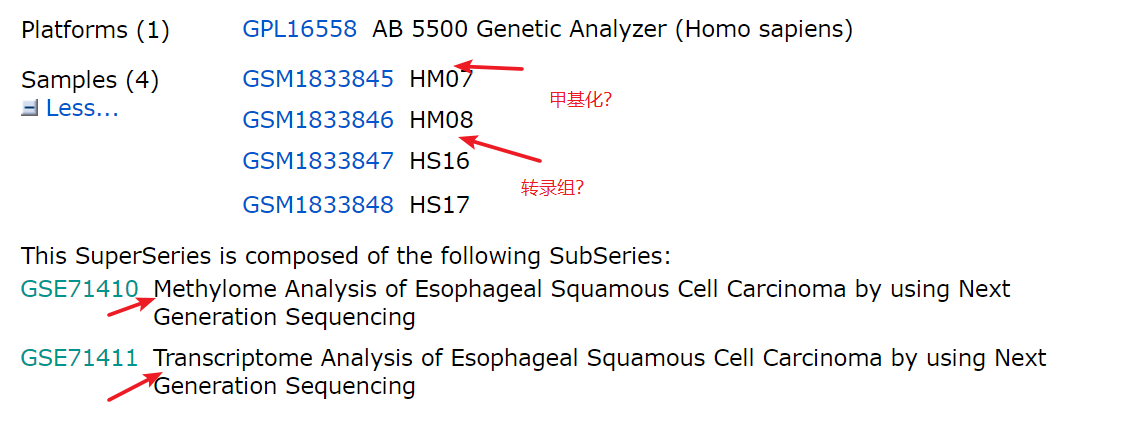 Platforms (1) GPL16558 AB 5500 Genetic Analyzer (Homo sapiens)
Samples (4) GSM1833845 HM07
Less... 甲基化?
GSM1833846 HM08
GSM1833847 HS16
转录组?
GSM1833848 HS17
This SuperSeries is composed of the following SubSeries:
GSE71410 Methylome Analysis of Esophageal Squamous Cell Carcinoma by using Next
Generation Sequencing
GSE71411 Transcriptome Analysis of Esophageal Squamous Cell Carcinoma by using Next
Generation Sequencing